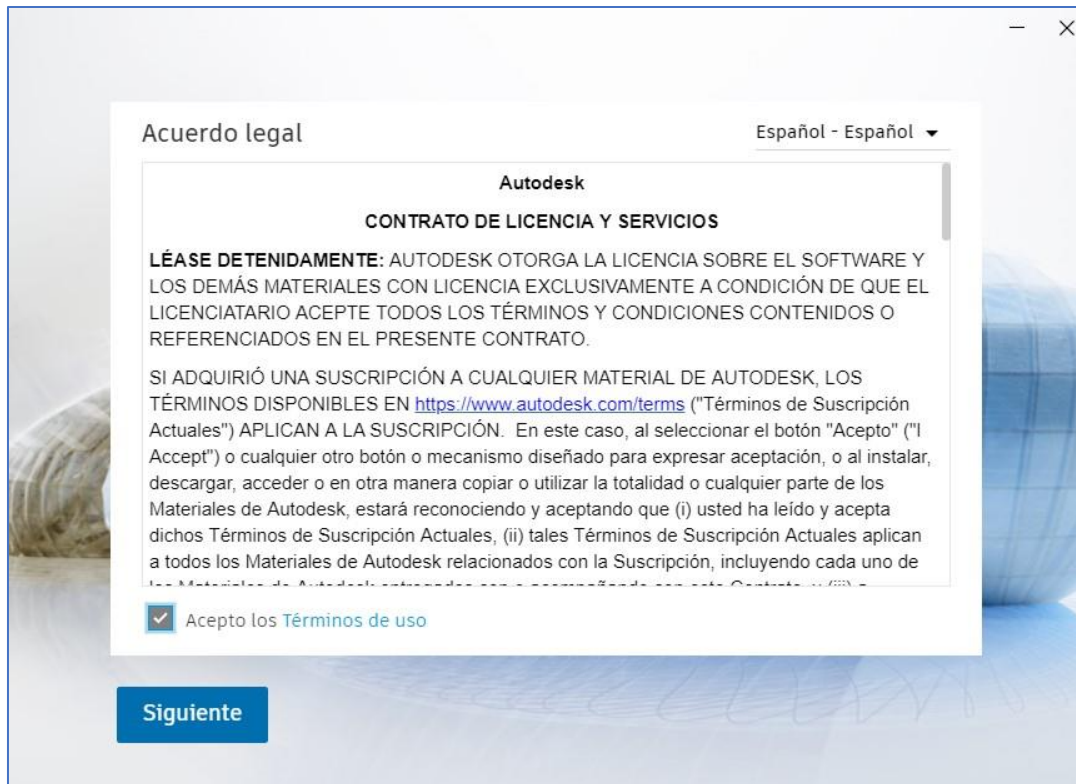 Acuerdo legal
Español - Español
Autodesk
CONTRATO DE LICENCIA Y SERVICIOS
LÉASE DETENIDAMENTE: AUTODESK OTORGA LA LICENCIA SOBRE EL SOFTWARE Y
LOS DEMÁS MATERIALES CON LICENCIA EXCLUSIVAMENTE A CONDICIÓN DE QUE EL
LICENCIATARIO ACEPTE TODOS LOS TÉRMINOS Y CONDICIONES CONTENIDOS O
REFERENCIADOS EN EL PRESENTE CONTRATO.
SI ADQUIRIÓ UNA SUSCRIPCIÓN A CUALQUIER MATERIAL DE AUTODESK, LOS
TÉRMINOS DISPONIBLES EN https://www.autodesk.com/terms ("Términos de Suscripción
Actuales") APLICAN A LA SUSCRIPCIÓN. En este caso, al seleccionar el botón "Acepto" ("I
Accept") o cualquier otro botón o mecanismo diseñado para expresar aceptación, o al instalar,
descargar, acceder o en otra manera copiar o utilizar la totalidad o cualquier parte de los
Materiales de Autodesk, estará reconociendo y aceptando que (i) usted ha leído y acepta
dichos Términos de Suscripción Actuales, (ii) tales Términos de Suscripción Actuales aplican
a todos los Materiales de Autodesk relacionados con la Suscripción, incluyendo cada uno de
Acepto los Términos de uso
Siguiente